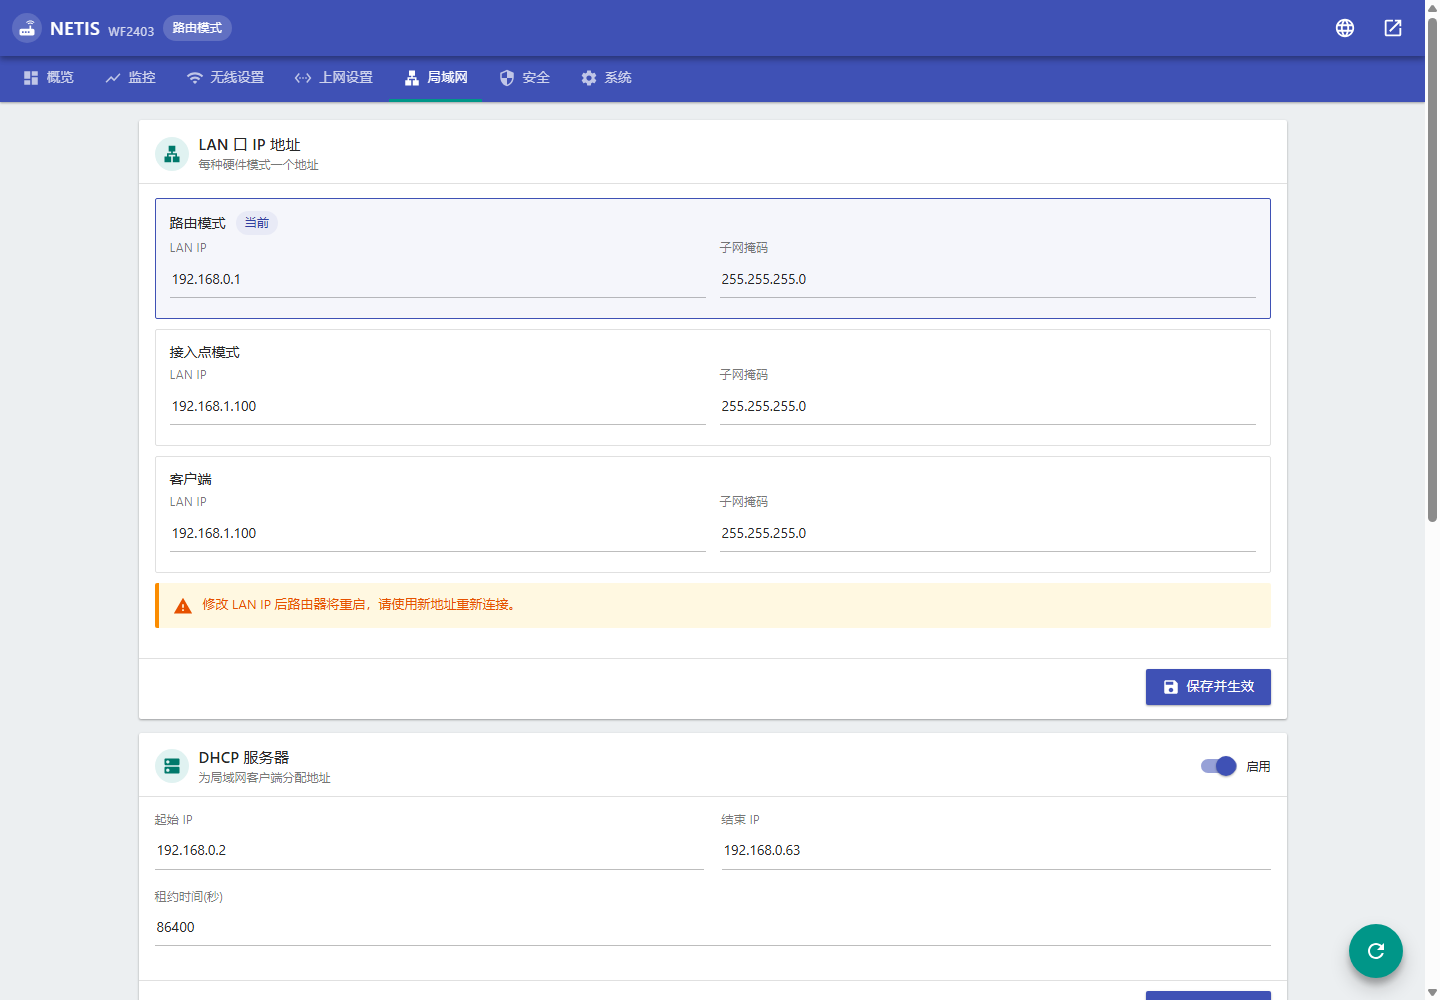 NETIS WF2403 路由模式
概览 监控 无线设置 上网设置 局域网 安全 系统
LAN 口 IP 地址
每种硬件模式一个地址
路由模式 当前
LAN IP 子网掩码
192.168.0.1 255.255.255.0
接入点模式
LAN IP 子网掩码
192.168.1.100 255.255.255.0
客户端
LAN IP 子网掩码
192.168.1.100 255.255.255.0
修改 LAN IP 后路由器将重启，请使用新地址重新连接。
保存并生效
DHCP 服务器
为局域网客户端分配地址
启用
起始 IP 结束 IP
192.168.0.2 192.168.0.63
租约时间(秒)
86400